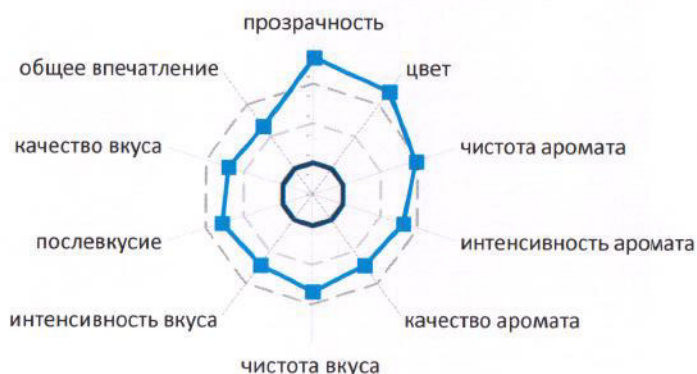 прозрачность
общее впечатление
цвет
качество вкуса
чистота аромата
послевкусие
интенсивность аромата
интенсивность вкуса
качество аромата
чистота вкуса